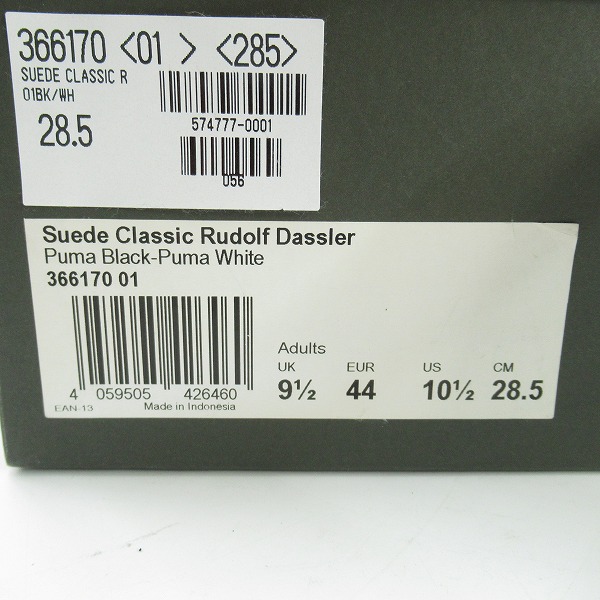 366170 <01 > <285>
SUEDE CLASSIC R
01BK/WH
28.5
574777-0001
056
Suede Classic Rudolf Dassler
Puma Black-Puma White
366170 01
Adults
UK EUR US CM
9½ 44 10½ 28.5
4 059505 426460
EAN 13 Made in Indonesia